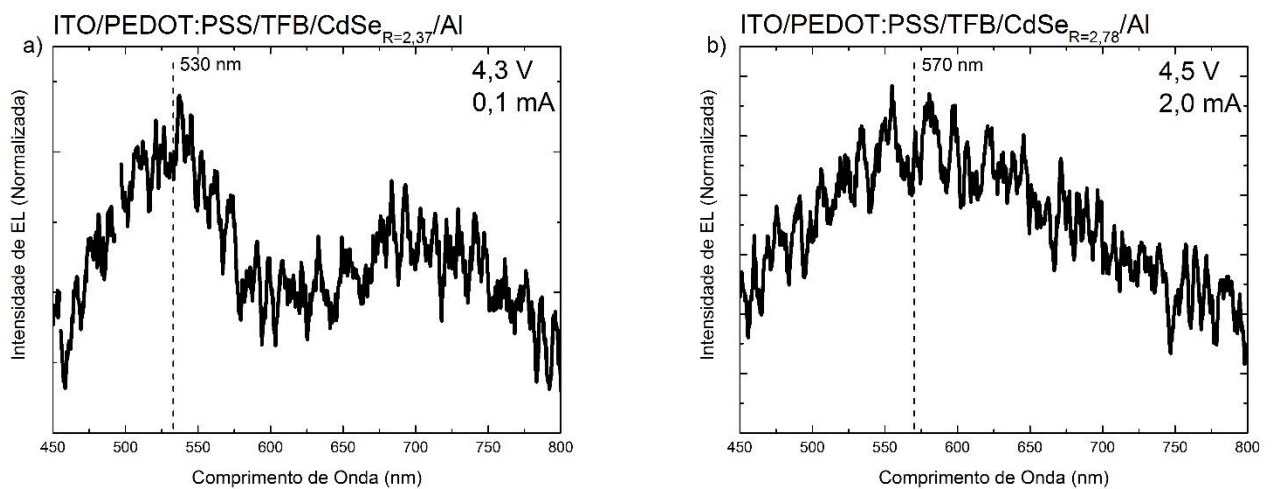 ITO/PEDOT:PSS/TFB/CdSe R=2,37/Al
a)
530 nm
4,3 V
0,1 mA
Intensidade de EL (Normalizada)
450 500 550 600 650 700 750 800
Comprimento de Onda (nm)
ITO/PEDOT:PSS/TFB/CdSe R=2,78/Al
b)
570 nm
4,5 V
2,0 mA
Intensidade de EL (Normalizada)
450 500 550 600 650 700 750 800
Comprimento de Onda (nm)